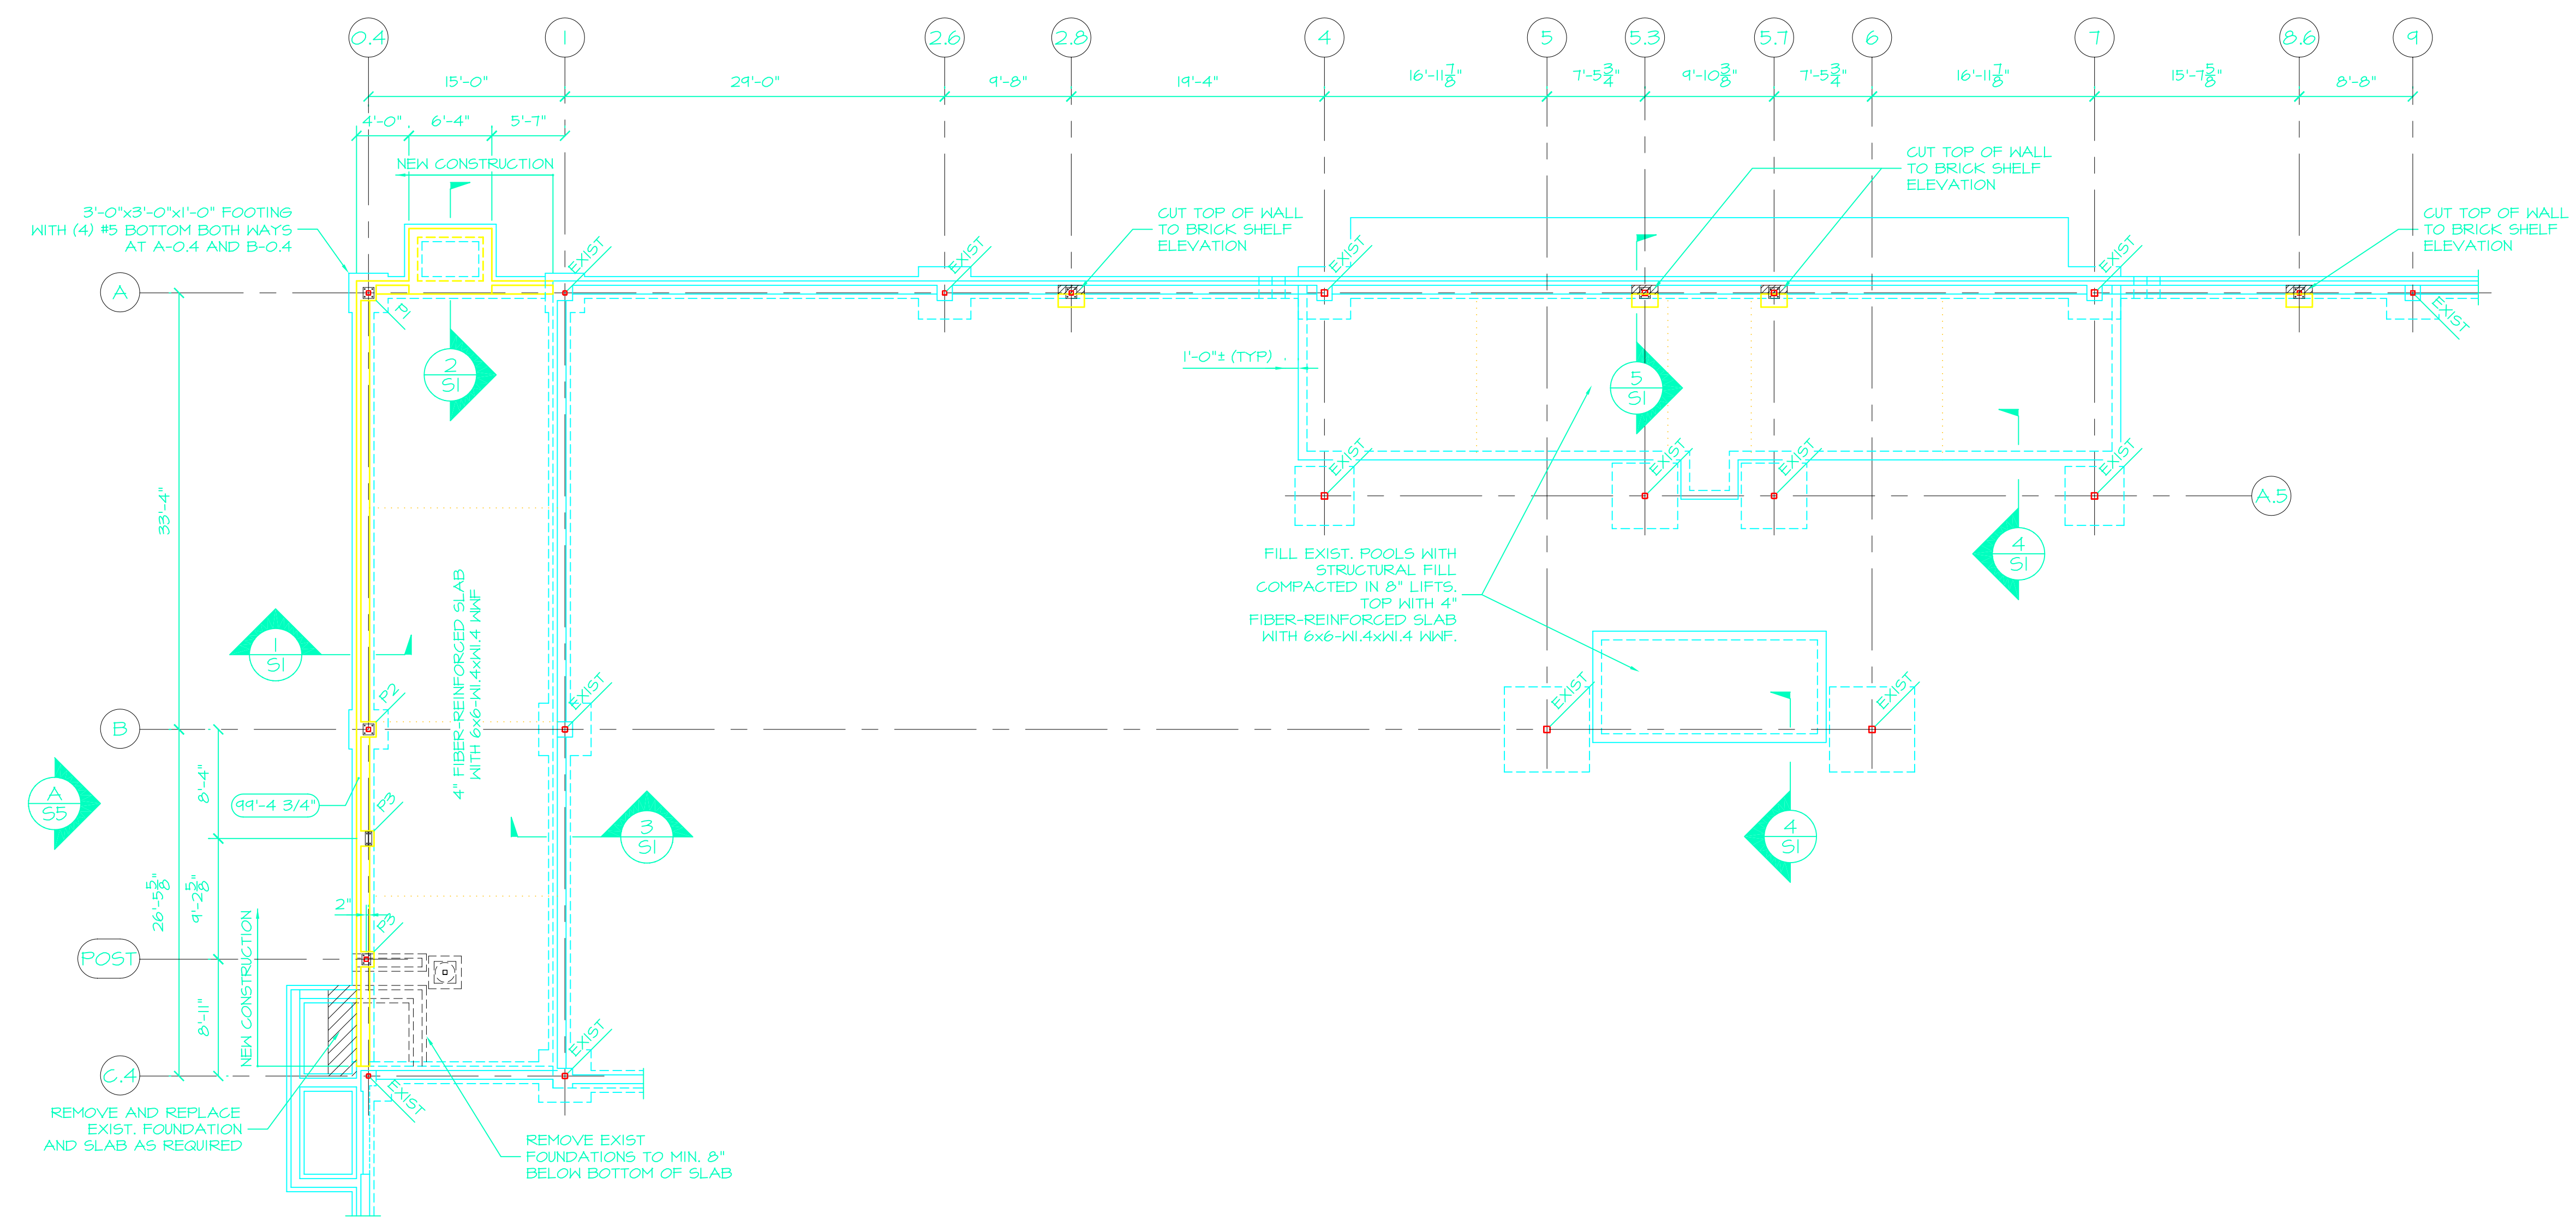 0.4
1
2.6
2.8
4
5
5.3
5.7
6
7
8.6
9
15'-0"
29'-0"
9'-8"
19'-4"
16'-11 7/8"
7'-5 3/4"
9'-10 3/8"
7'-5 3/4"
16'-11 7/8"
15'-7 5/8"
8'-8"
4'-0"
6'-4"
5'-7"
NEW CONSTRUCTION
3'-0"x3'-0"x1'-0" FOOTING
WITH (4) #5 BOTTOM BOTH WAYS
AT A-0.4 AND B-0.4
CUT TOP OF WALL
TO BRICK SHELF
ELEVATION
CUT TOP OF WALL
TO BRICK SHELF
ELEVATION
CUT TOP OF WALL
TO BRICK SHELF
ELEVATION
EXIST
EXIST
EXIST
EXIST
EXIST
A
P1
2
S1
1'-0"± (TYP)
5
S1
EXIST
EXIST
EXIST
EXIST
A.5
33'-4"
4
S1
FILL EXIST. POOLS WITH
STRUCTURAL FILL
COMPACTED IN 8" LIFTS.
TOP WITH 4"
FIBER-REINFORCED SLAB
WITH 6x6-W1.4xW1.4 WWF.
4" FIBER-REINFORCED SLAB
WITH 6x6-W1.4xW1.4 WWF
1
S1
B
P2
EXIST
EXIST
EXIST
8'-4"
A
S5
99'-4 3/4"
P3
3
S1
4
S1
26'-5 5/8"
9'-2 5/8"
2"
P3
NEW CONSTRUCTION
POST
8'-11"
C.4
EXIST
EXIST
REMOVE AND REPLACE
EXIST. FOUNDATION
AND SLAB AS REQUIRED
REMOVE EXIST
FOUNDATIONS TO MIN. 8"
BELOW BOTTOM OF SLAB